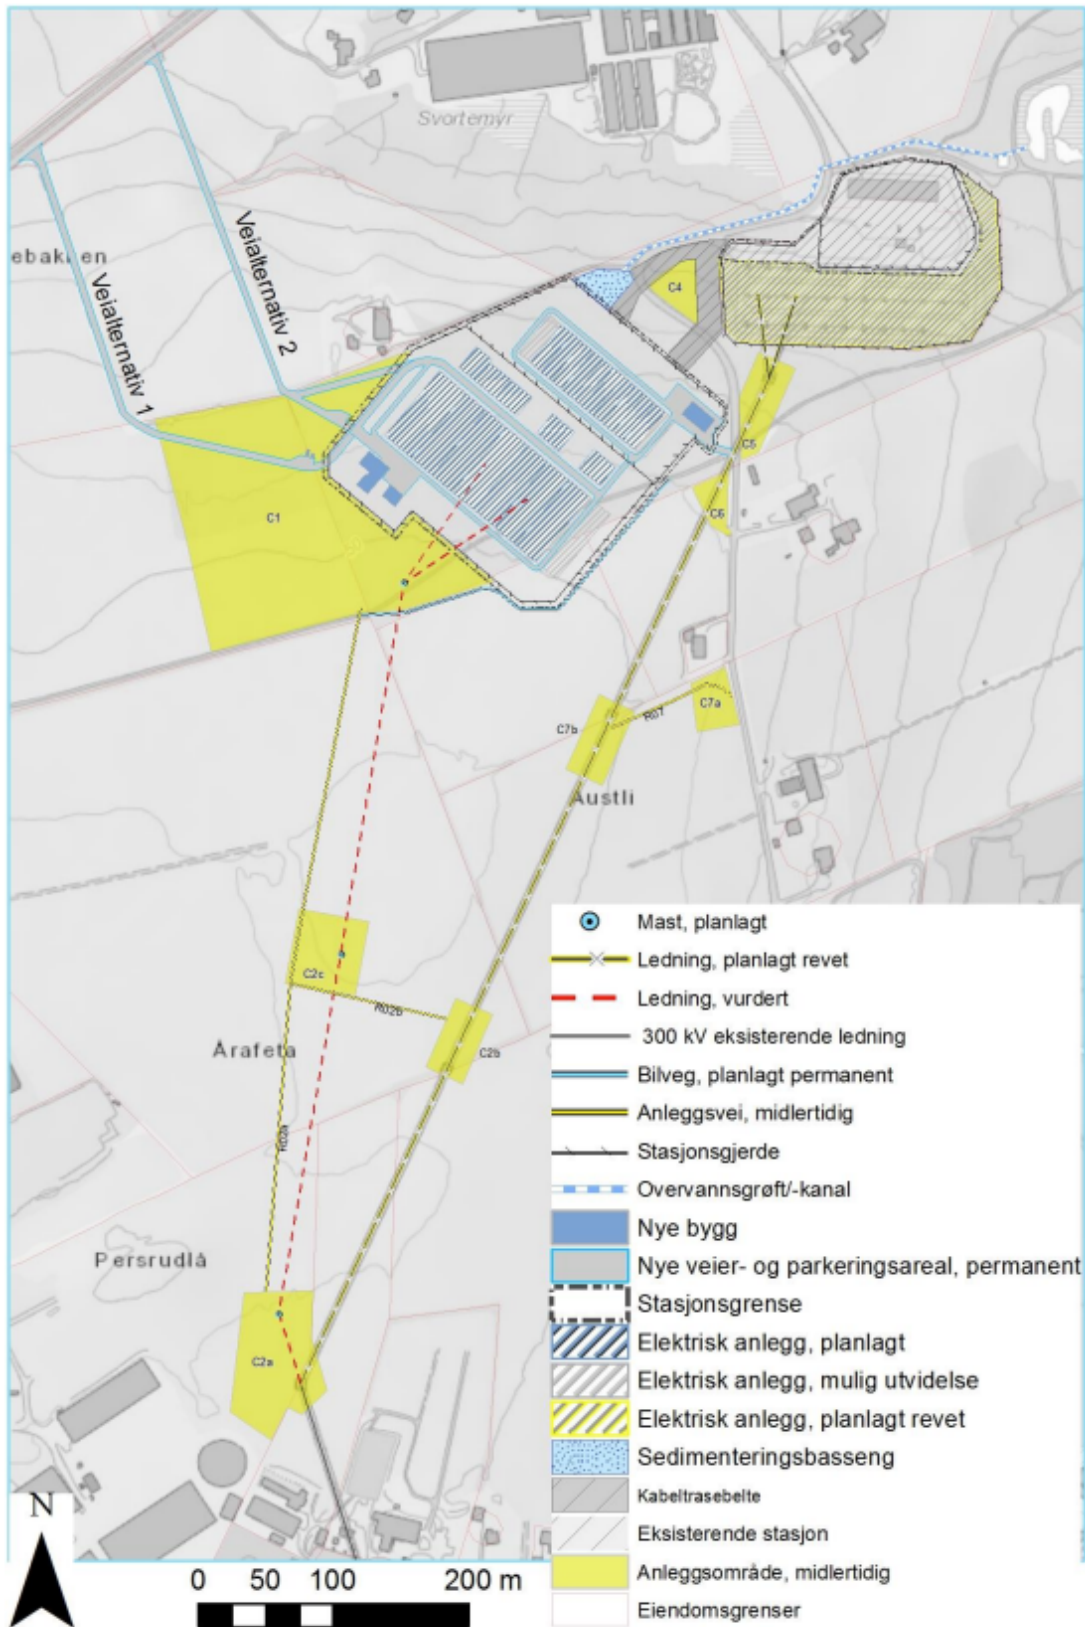 Svortemyr
ebakken
Veialternativ 2
Veialternativ 1
C4
C5
C6
C1
C7a
R07
C7b
Austli
C2c
R02b
C2b
Årafeta
R02a
Persrudlå
C2a
Mast, planlagt
Ledning, planlagt revet
Ledning, vurdert
300 kV eksisterende ledning
Bilveg, planlagt permanent
Anleggsvei, midlertidig
Stasjonsgjerde
Overvannsgrøft/-kanal
Nye bygg
Nye veier- og parkeringsareal, permanent
Stasjonsgrense
Elektrisk anlegg, planlagt
Elektrisk anlegg, mulig utvidelse
Elektrisk anlegg, planlagt revet
Sedimenteringsbasseng
Kabeltrasebelte
Eksisterende stasjon
Anleggsområde, midlertidig
Eiendomsgrenser
N
0 50 100 200 m